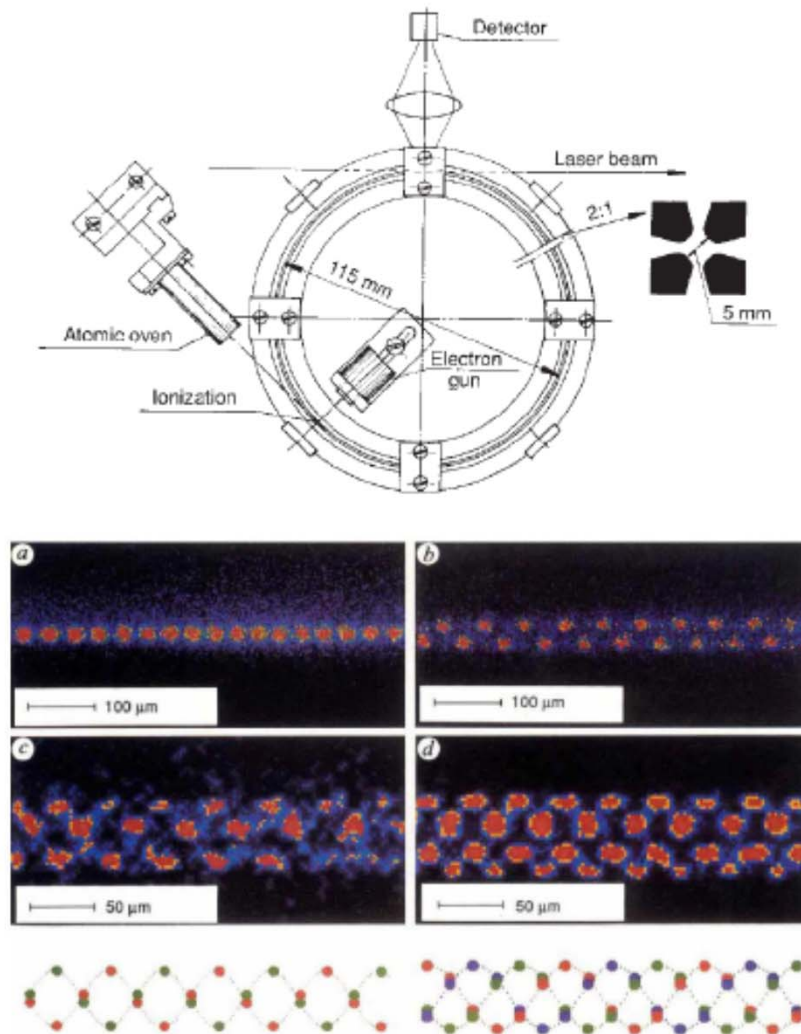 Detector
Laser beam
2:1
115 mm
5 mm
Atomic oven
Electron
gun
Ionization
a
b
100 μm
100 μm
c
d
50 μm
50 μm